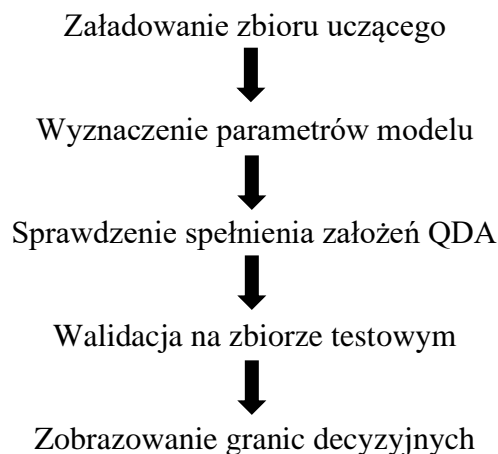 Załadowanie zbioru uczącego
Wyznaczenie parametrów modelu
Sprawdzenie spełnienia założeń QDA
Walidacja na zbiorze testowym
Zobrazowanie granic decyzyjnych